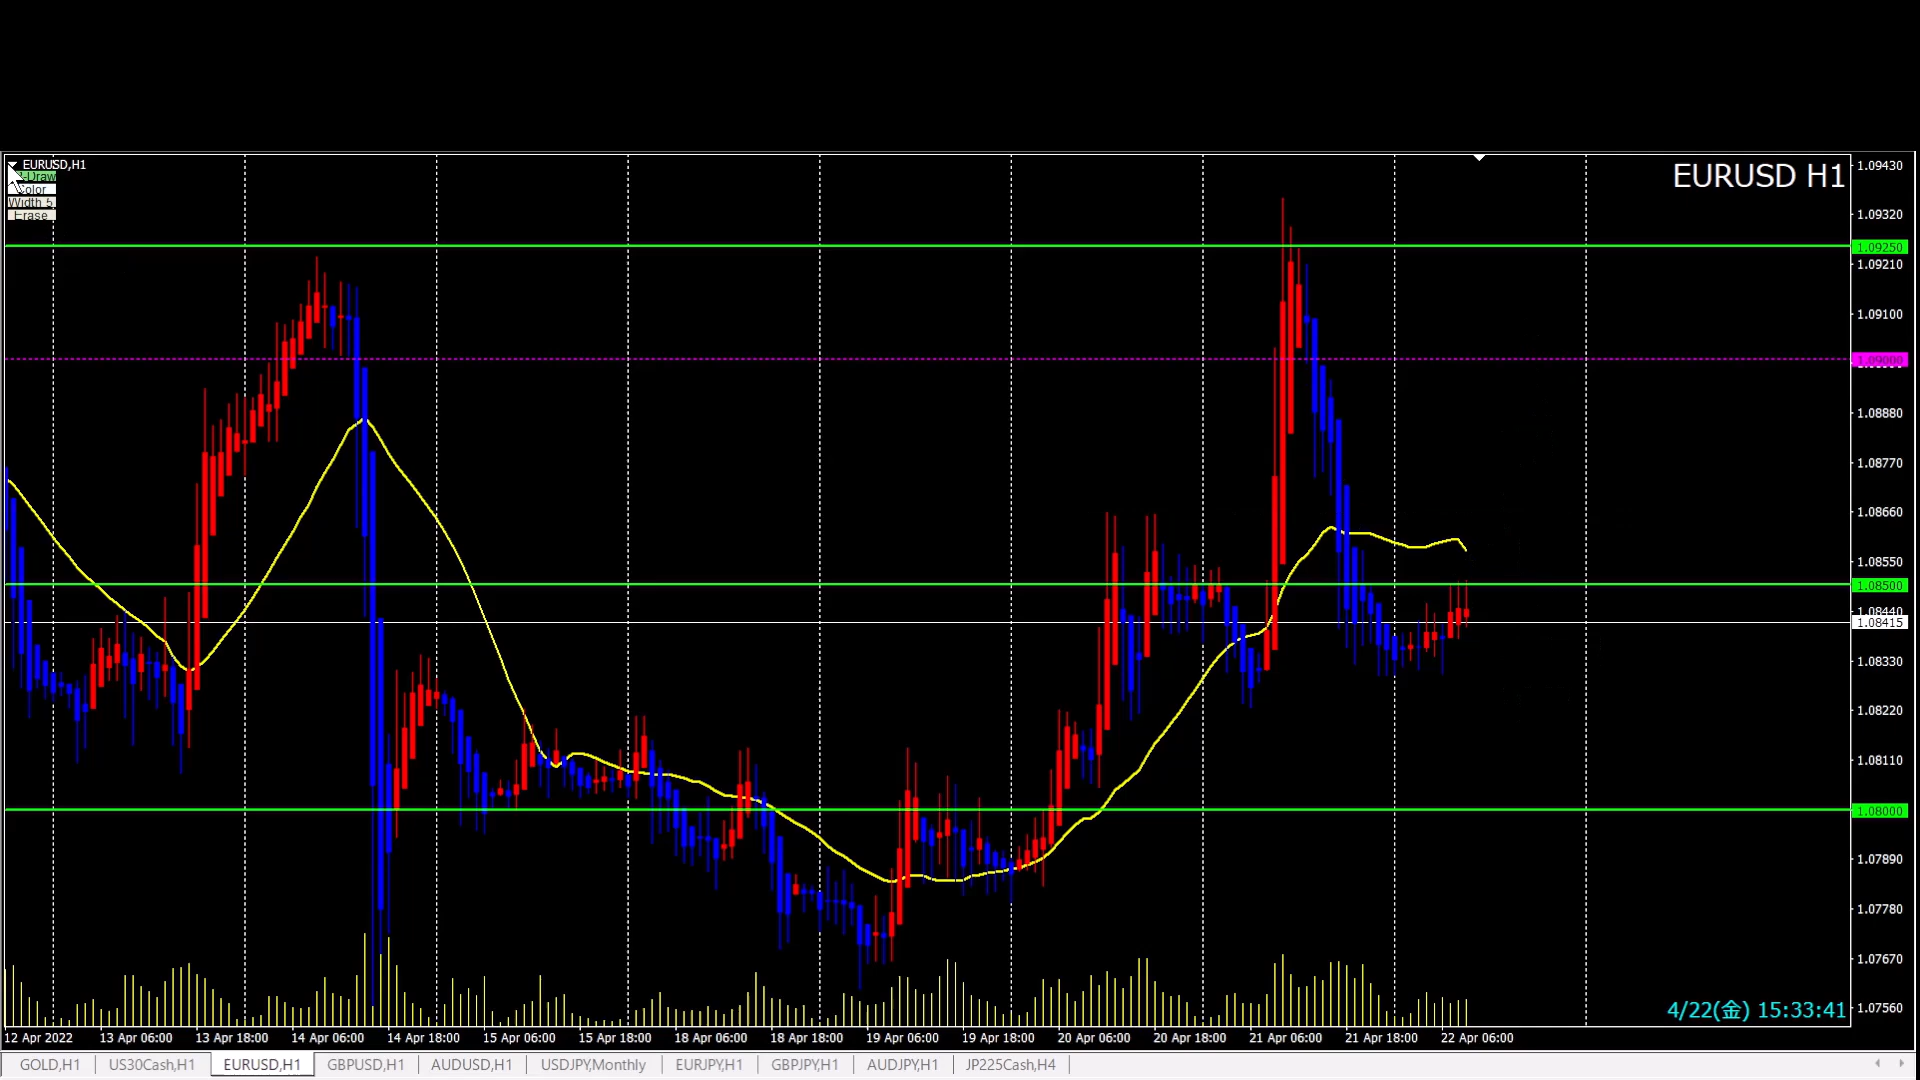 EURUSD,H1
EURUSD H1
Color
Width 5
Erase
1.09430
1.09320
1.09250
1.09210
1.09100
1.09000
1.08880
1.08770
1.08660
1.08550
1.08500
1.08440
1.08415
1.08330
1.08220
1.08110
1.08000
1.07890
1.07780
1.07670
1.07560
4/22(金) 15:33:41
12 Apr 2022 13 Apr 06:00 13 Apr 18:00 14 Apr 06:00 14 Apr 18:00 15 Apr 06:00 15 Apr 18:00 18 Apr 06:00 18 Apr 18:00 19 Apr 06:00 19 Apr 18:00 20 Apr 06:00 20 Apr 18:00 21 Apr 06:00 21 Apr 18:00 22 Apr 06:00
GOLD,H1 US30Cash,H1 EURUSD,H1 GBPUSD,H1 AUDUSD,H1 USDJPY,Monthly EURJPY,H1 GBPJPY,H1 AUDJPY,H1 JP225Cash,H4